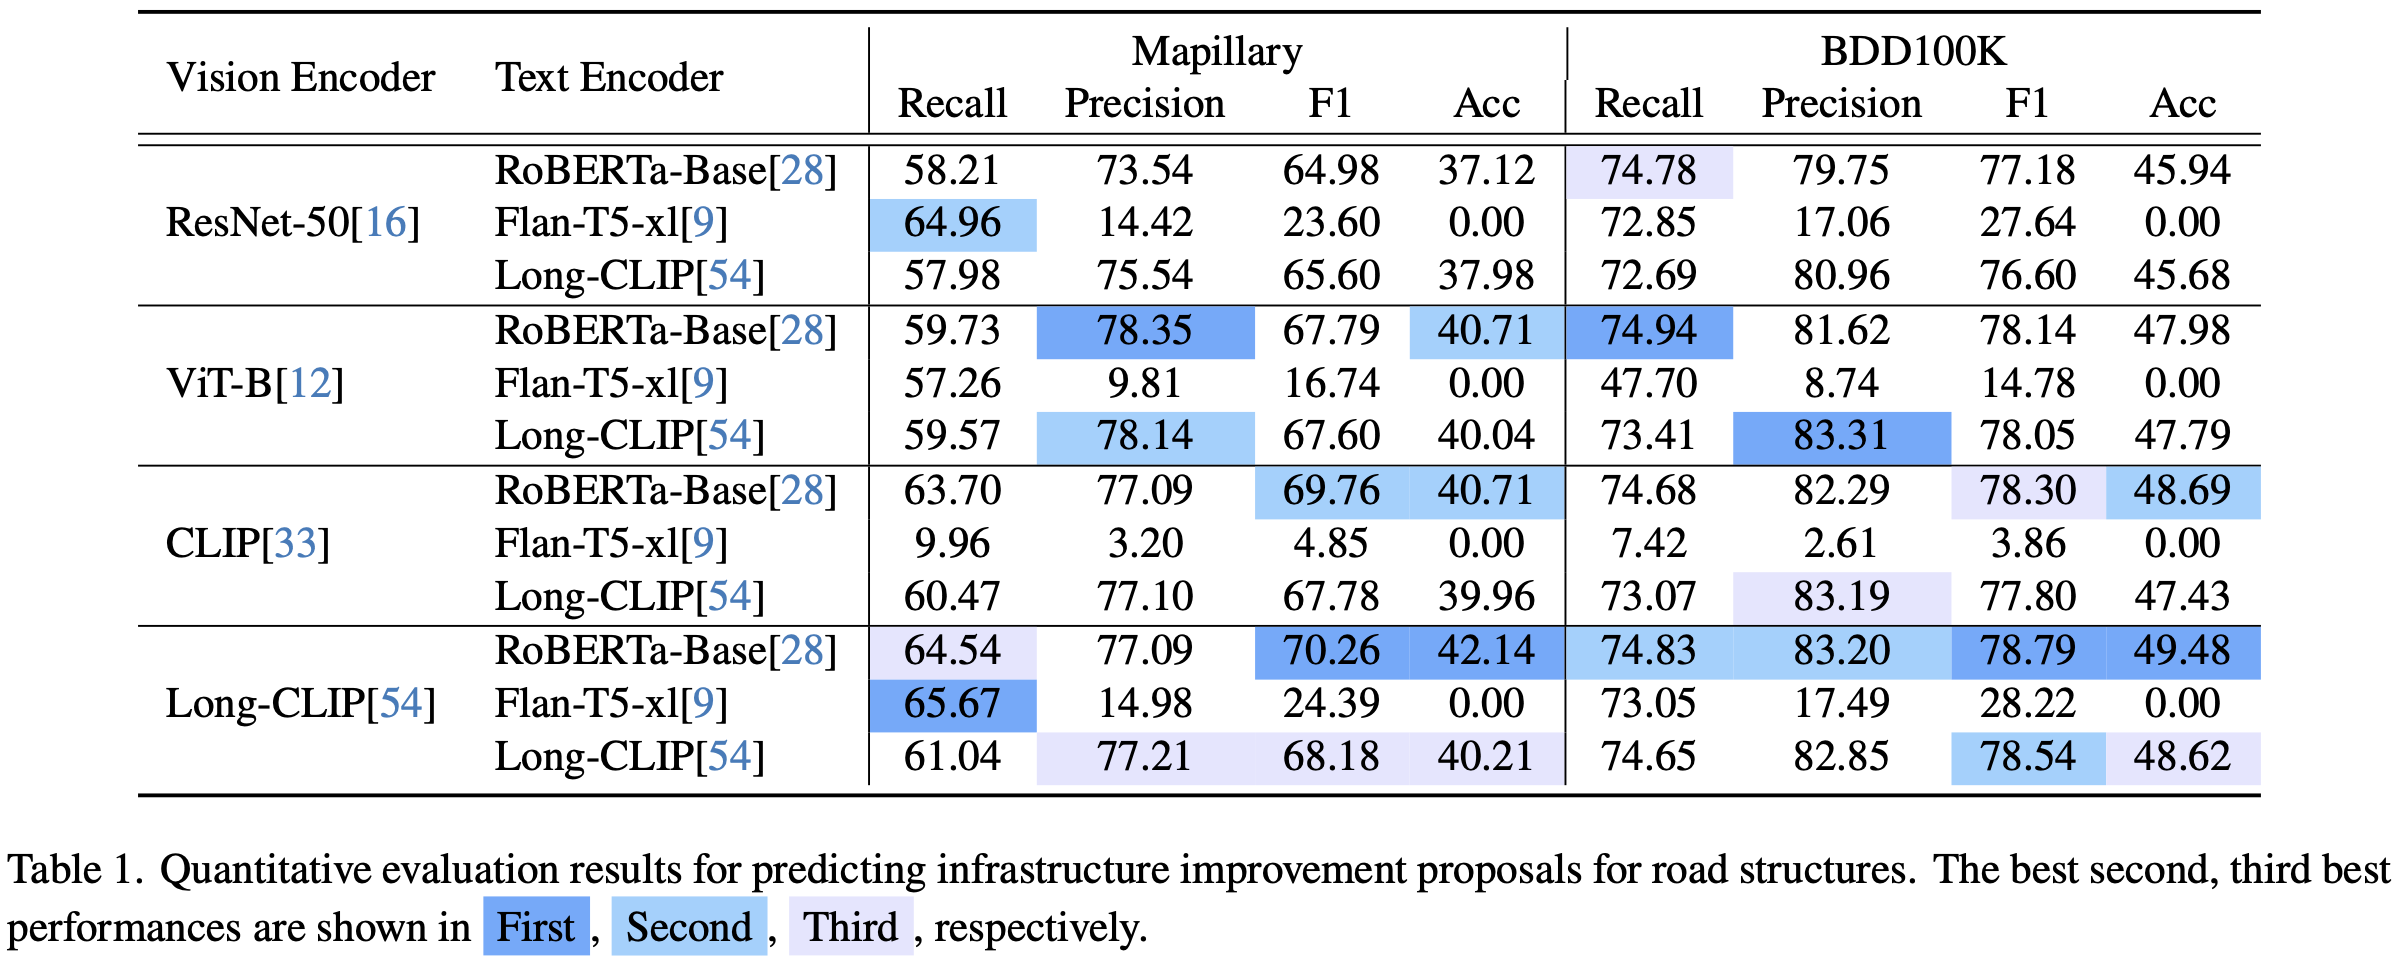 Vision Encoder Text Encoder Mapillary BDD100K
Recall Precision F1 Acc Recall Precision F1 Acc
RoBERTa-Base[28] 58.21 73.54 64.98 37.12 74.78 79.75 77.18 45.94
ResNet-50[16] Flan-T5-xl[9] 64.96 14.42 23.60 0.00 72.85 17.06 27.64 0.00
Long-CLIP[54] 57.98 75.54 65.60 37.98 72.69 80.96 76.60 45.68
RoBERTa-Base[28] 59.73 78.35 67.79 40.71 74.94 81.62 78.14 47.98
ViT-B[12] Flan-T5-xl[9] 57.26 9.81 16.74 0.00 47.70 8.74 14.78 0.00
Long-CLIP[54] 59.57 78.14 67.60 40.04 73.41 83.31 78.05 47.79
RoBERTa-Base[28] 63.70 77.09 69.76 40.71 74.68 82.29 78.30 48.69
CLIP[33] Flan-T5-xl[9] 9.96 3.20 4.85 0.00 7.42 2.61 3.86 0.00
Long-CLIP[54] 60.47 77.10 67.78 39.96 73.07 83.19 77.80 47.43
RoBERTa-Base[28] 64.54 77.09 70.26 42.14 74.83 83.20 78.79 49.48
Long-CLIP[54] Flan-T5-xl[9] 65.67 14.98 24.39 0.00 73.05 17.49 28.22 0.00
Long-CLIP[54] 61.04 77.21 68.18 40.21 74.65 82.85 78.54 48.62
Table 1. Quantitative evaluation results for predicting infrastructure improvement proposals for road structures. The best second, third best
performances are shown in First , Second , Third , respectively.